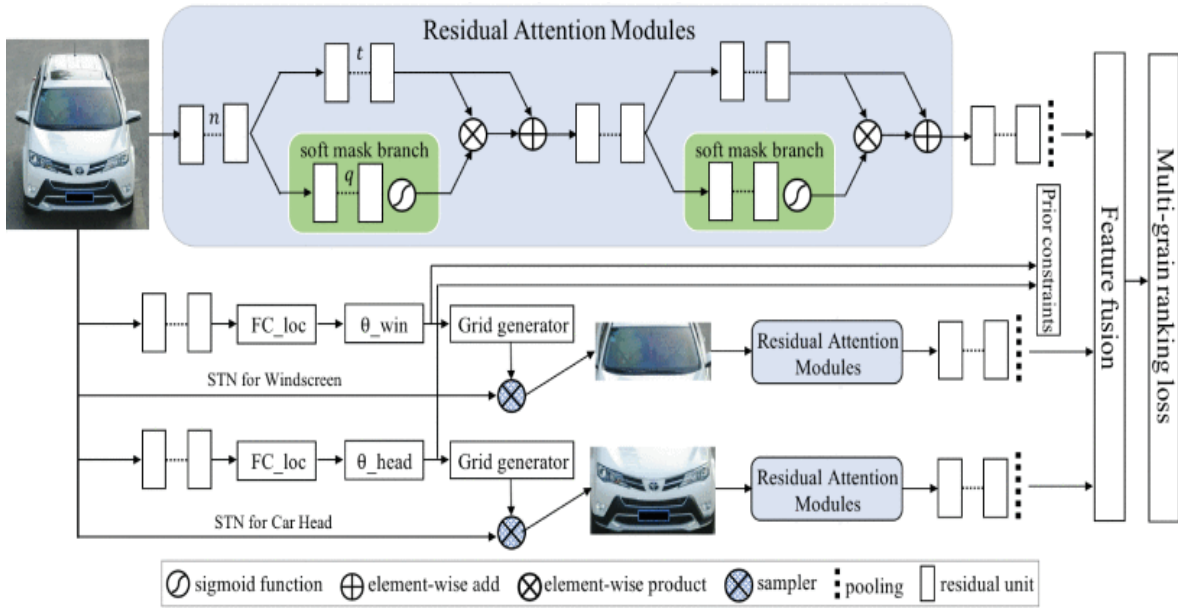 Residual Attention Modules
n
t
soft mask branch
q
soft mask branch
Prior constraints
Feature fusion
Multi-grain ranking loss
FC_loc
θ_win
Grid generator
Residual Attention
Modules
STN for Windscreen
FC_loc
θ_head
Grid generator
Residual Attention
Modules
STN for Car Head
sigmoid function
element-wise add
element-wise product
sampler
pooling
residual unit